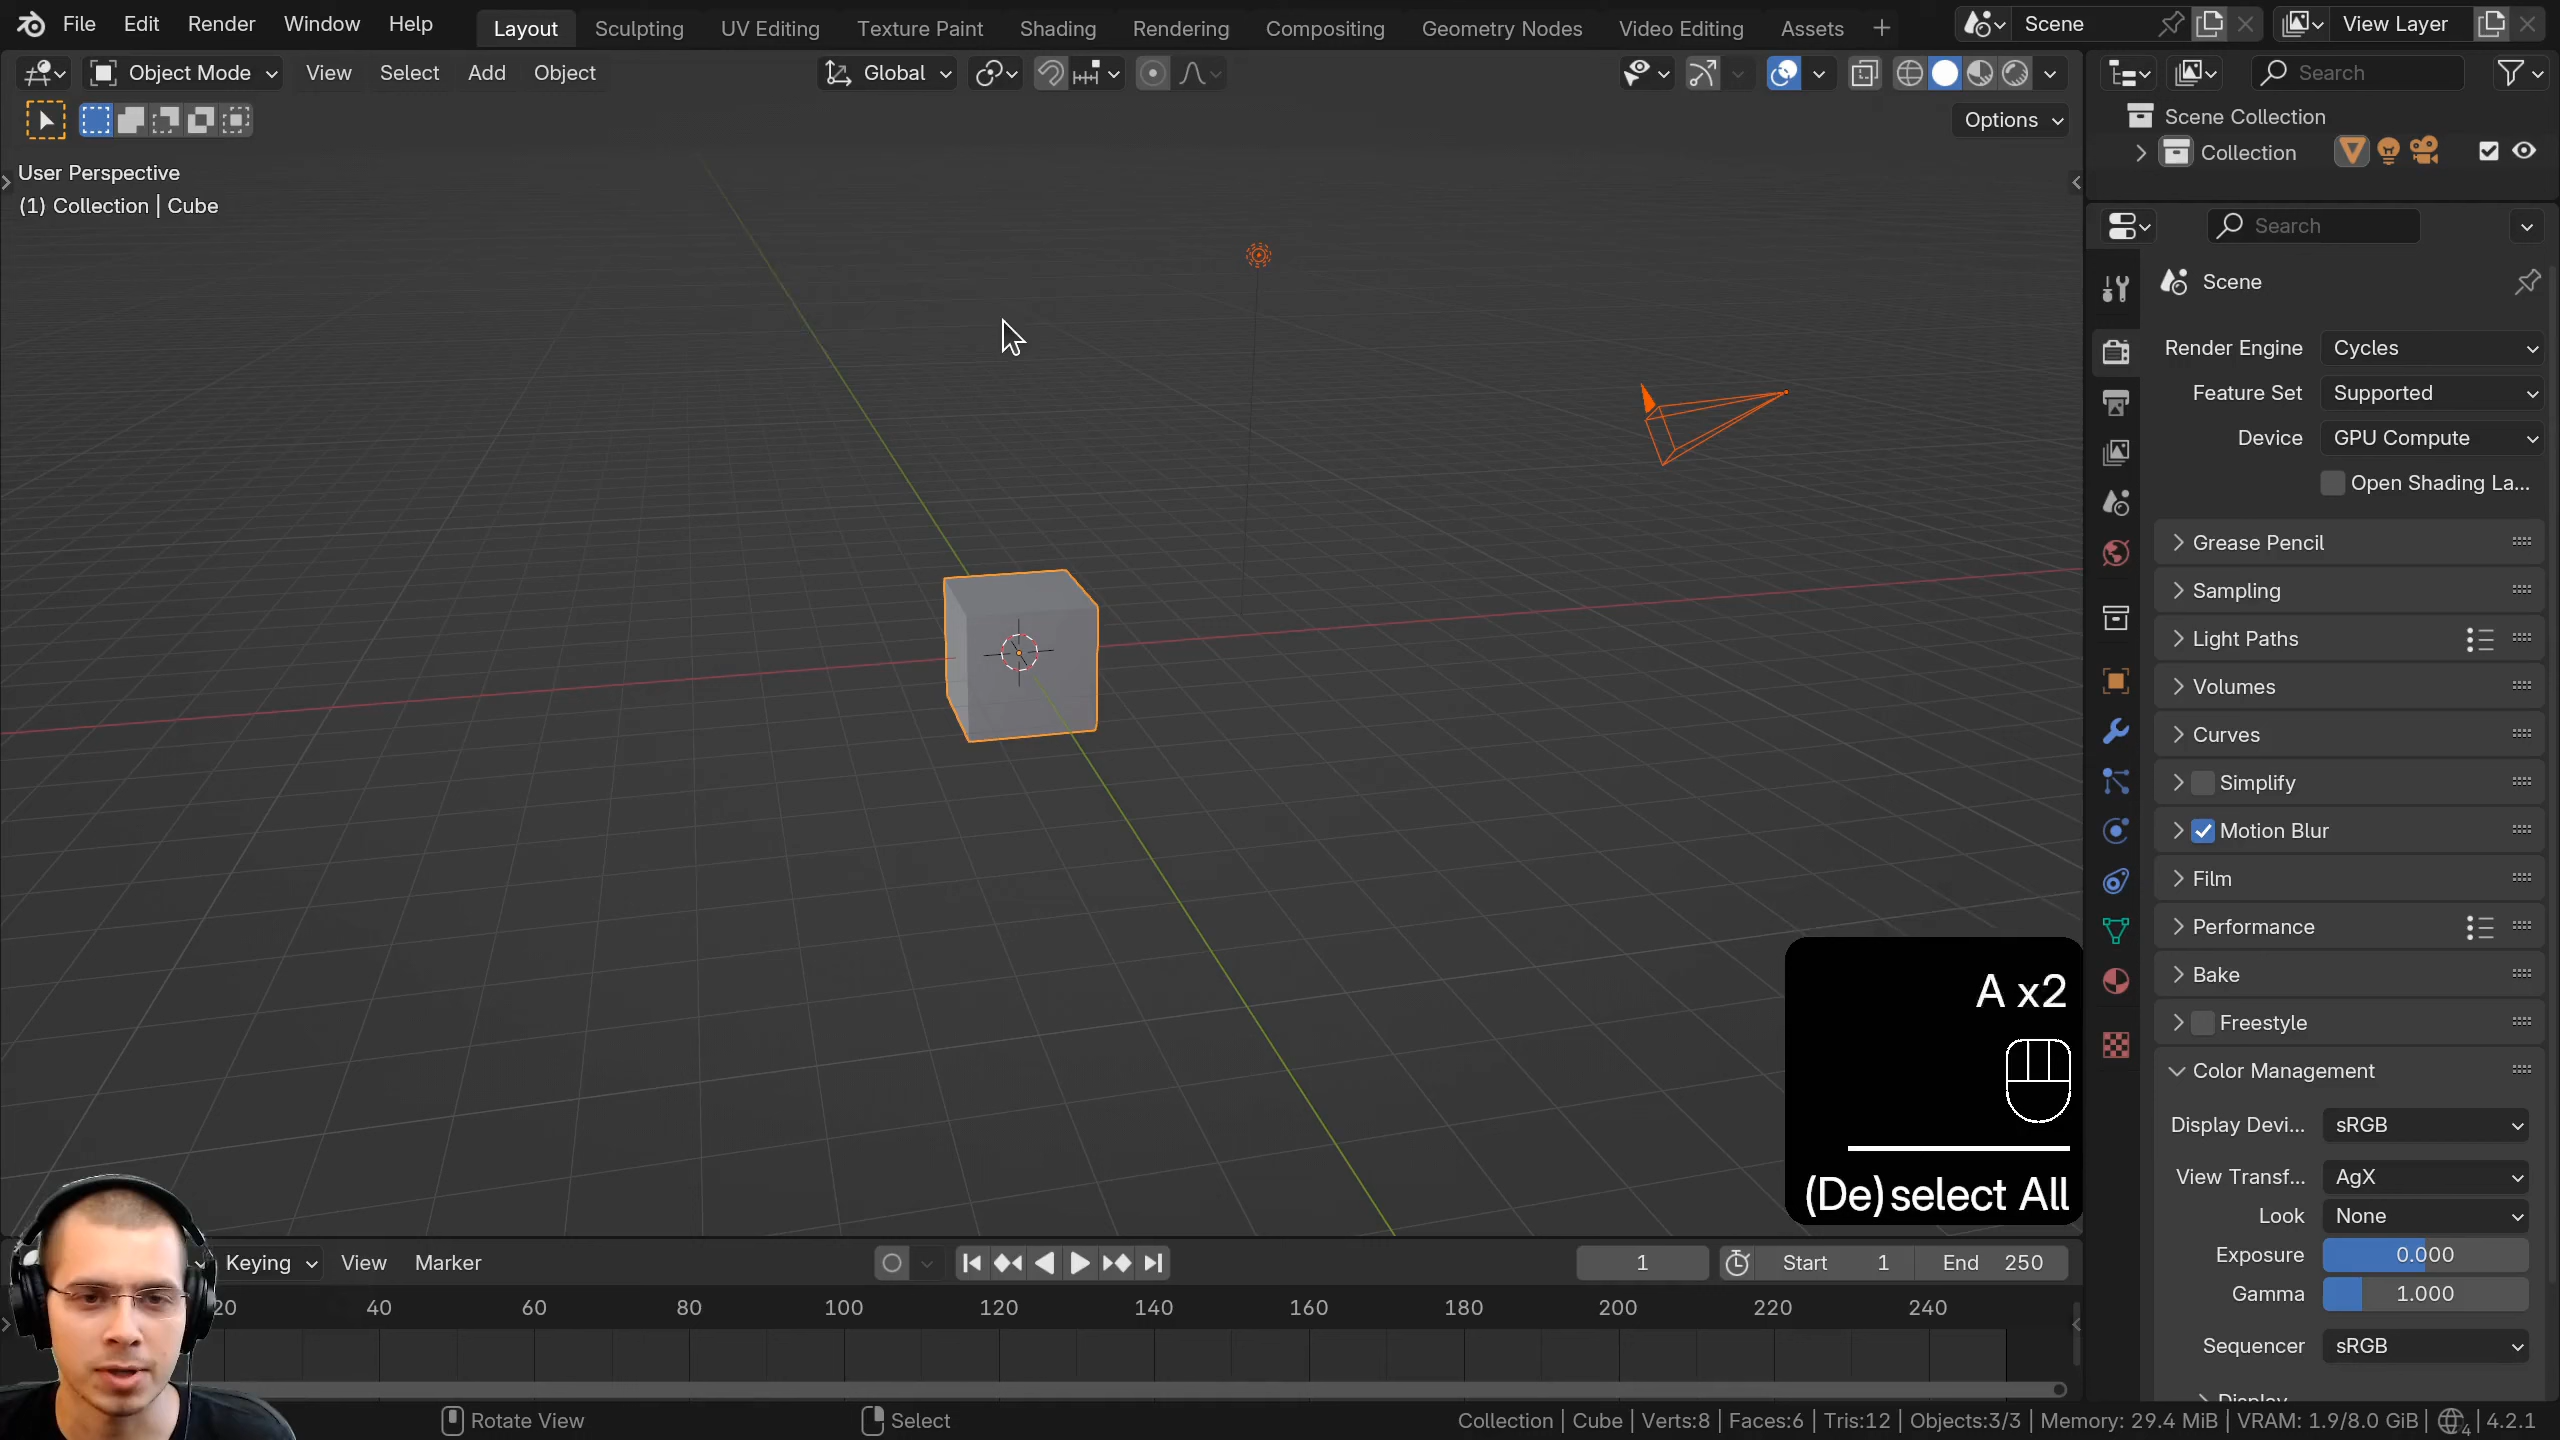 File Edit Render Window Help Layout Sculpting UV Editing Texture Paint Shading Rendering Compositing Geometry Nodes Video Editing Assets + Scene View Layer
Object Mode View Select Add Object Global Search
Options
Scene Collection
Collection
User Perspective
(1) Collection | Cube
Search
Scene
Render Engine Cycles
Feature Set Supported
Device GPU Compute
Open Shading La...
Grease Pencil
Sampling
Light Paths
Volumes
Curves
Simplify
Motion Blur
Film
Performance
Bake
Freestyle
Color Management
Display Devi... sRGB
View Transf... AgX
Look None
Exposure 0.000
Gamma 1.000
Sequencer sRGB
A x2
(De)select All
Keying View Marker 1 Start 1 End 250
20 40 60 80 100 120 140 160 180 200 220 240
Rotate View Select Collection | Cube | Verts:8 | Faces:6 | Tris:12 | Objects:3/3 | Memory: 29.4 MiB | VRAM: 1.9/8.0 GiB | 4 | 4.2.1